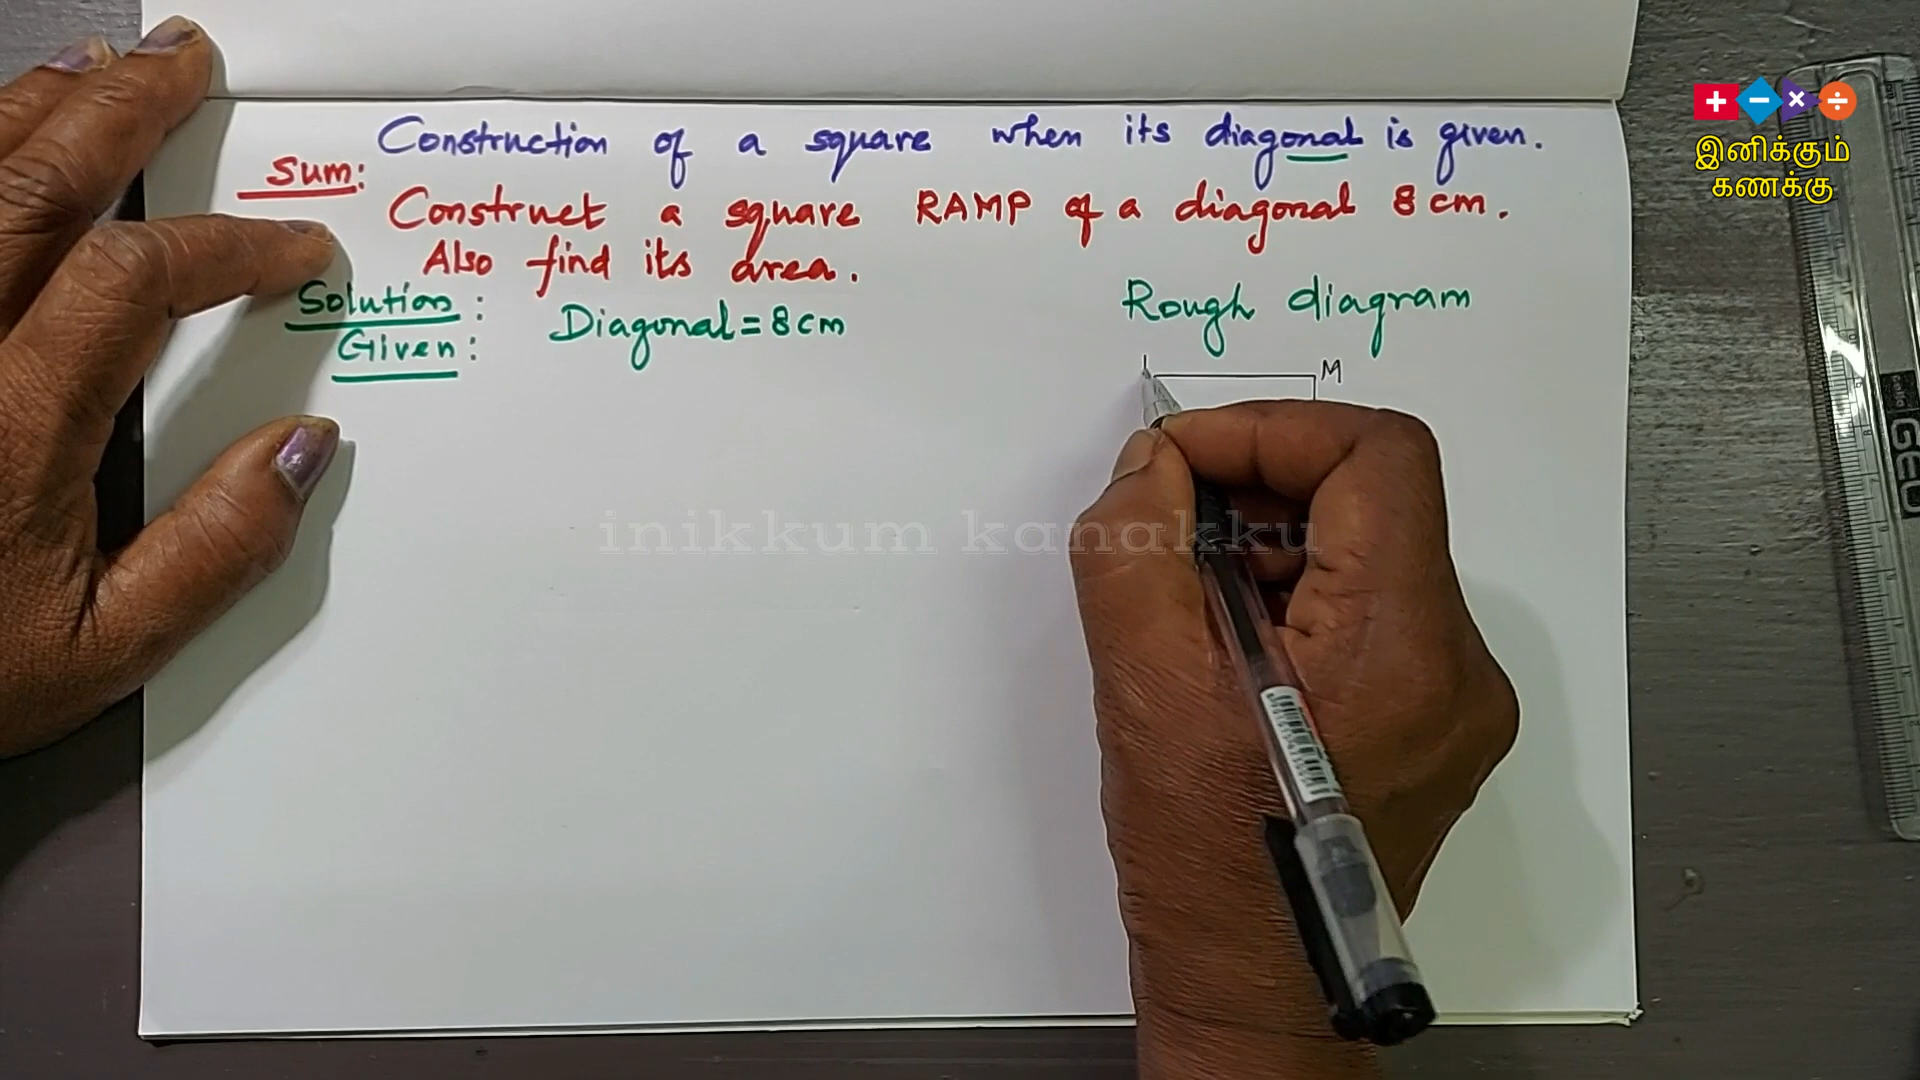 Construction of a square when its diagonal is given.
Sum:
Construct a square RAMP of a diagonal 8 cm.
Also find its area.
Solution:
Given: Diagonal = 8 cm
Rough diagram
M
inikkum kanakku
+ − × ÷
இனிக்கும்
கணக்கு